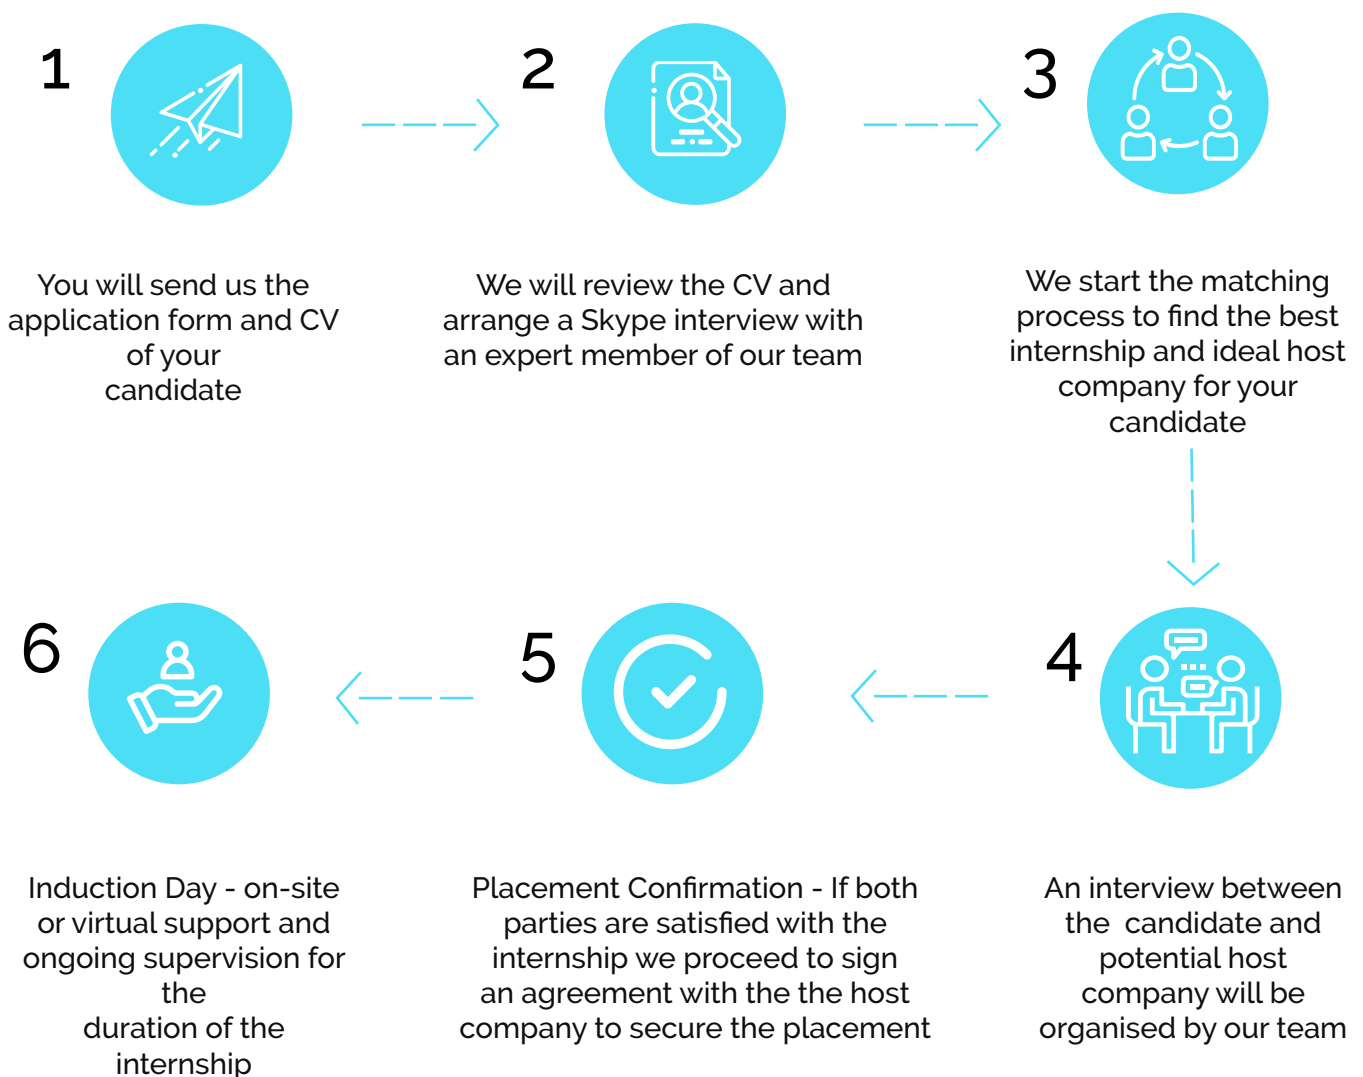 1
You will send us the
application form and CV
of your
candidate
2
We will review the CV and
arrange a Skype interview with
an expert member of our team
3
We start the matching
process to find the best
internship and ideal host
company for your
candidate
4
An interview between
the candidate and
potential host
company will be
organised by our team
5
Placement Confirmation - If both
parties are satisfied with the
internship we proceed to sign
an agreement with the the host
company to secure the placement
6
Induction Day - on-site
or virtual support and
ongoing supervision for
the
duration of the
internship